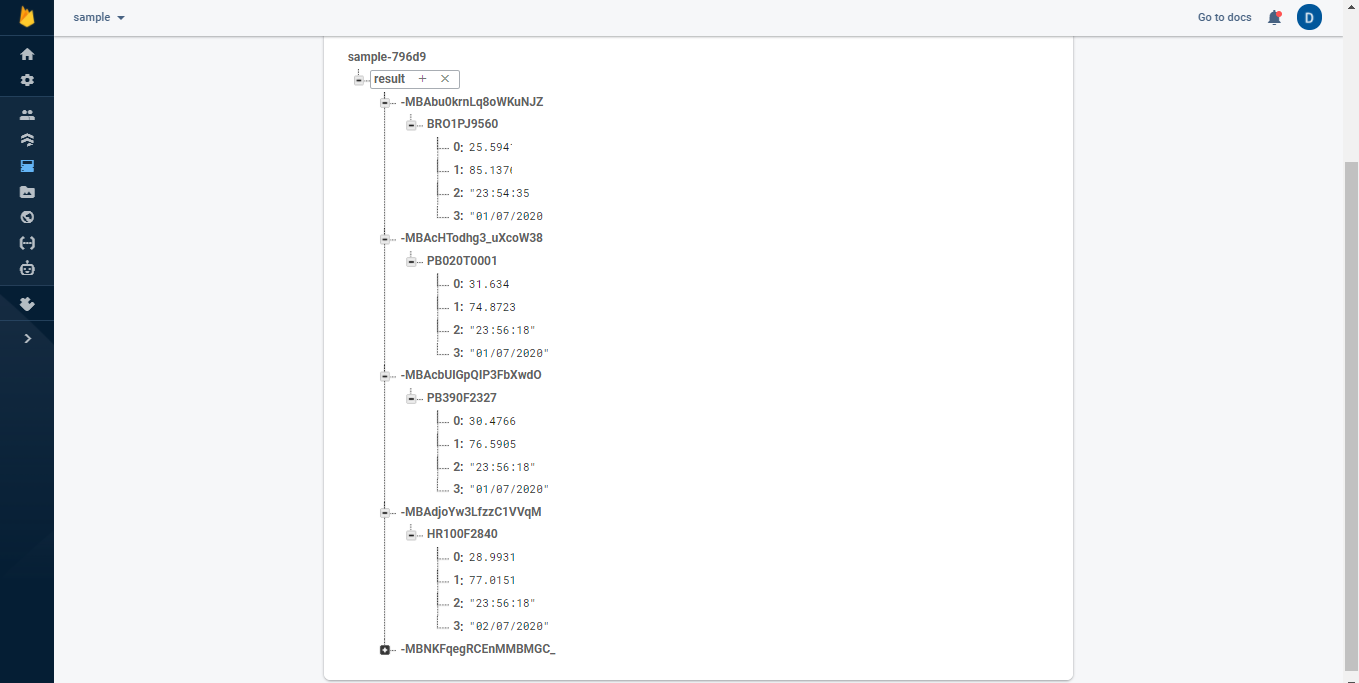 sample
Go to docs
D
sample-796d9
result + ×
-MBAbu0krnLq8oWKuNJZ
BRO1PJ9560
0: 25.594
1: 85.137
2: "23:54:35
3: "01/07/2020
-MBAcHTodhg3_uXcoW38
PB020T0001
0: 31.634
1: 74.8723
2: "23:56:18"
3: "01/07/2020"
-MBAcbUIGpQIP3FbXwdO
PB390F2327
0: 30.4766
1: 76.5905
2: "23:56:18"
3: "01/07/2020"
-MBAdjoYw3LfzzC1VVqM
HR100F2840
0: 28.9931
1: 77.0151
2: "23:56:18"
3: "02/07/2020"
-MBNKFqegRCEnMMBMGC_